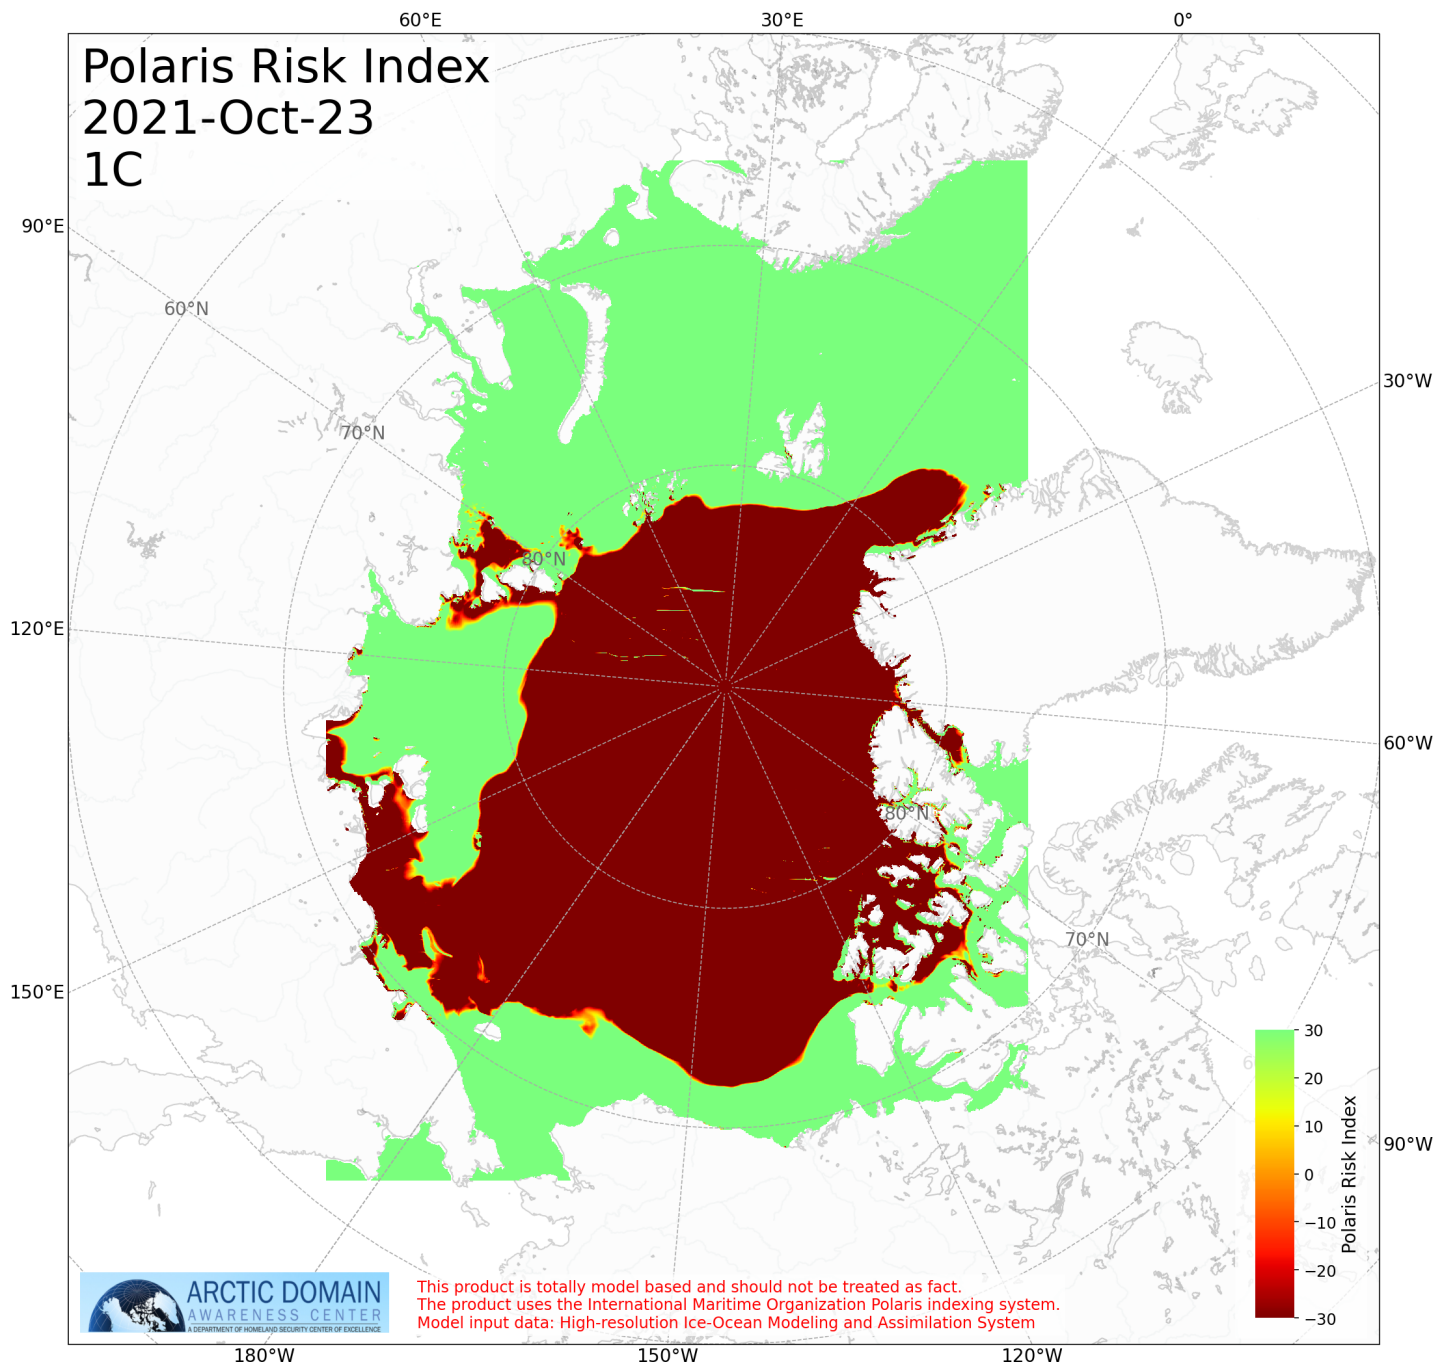 60°E 30°E 0°
Polaris Risk Index
2021-Oct-23
1C
90°E
60°N
30°W
70°N
80°N
120°E
60°W
80°N
70°N
150°E
30
20
10
0
−10
−20
−30
Polaris Risk Index
90°W
ARCTIC DOMAIN
AWARENESS CENTER
A DEPARTMENT OF HOMELAND SECURITY CENTER OF EXCELLENCE
This product is totally model based and should not be treated as fact.
The product uses the International Maritime Organization Polaris indexing system.
Model input data: High-resolution Ice-Ocean Modeling and Assimilation System
180°W 150°W 120°W